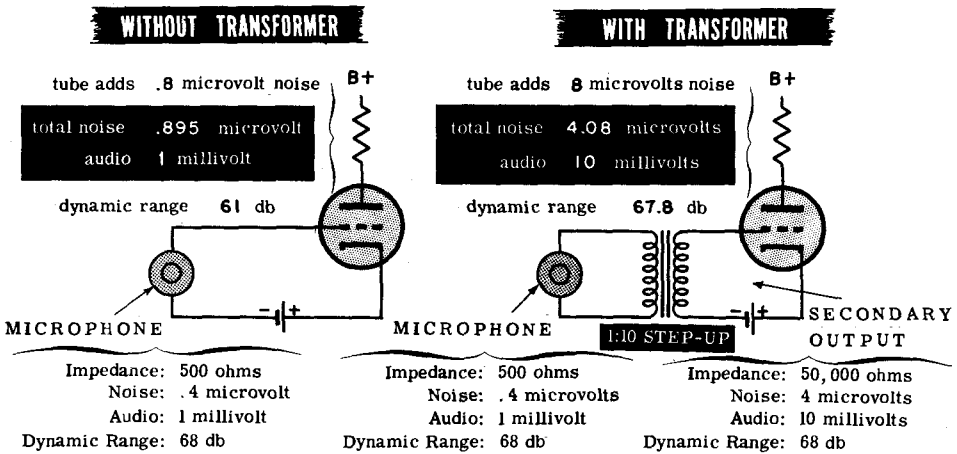 WITHOUT TRANSFORMER
tube adds .8 microvolt noise
B+
total noise .895 microvolt
audio 1 millivolt
dynamic range 61 db
- +
MICROPHONE
Impedance: 500 ohms
Noise: .4 microvolt
Audio: 1 millivolt
Dynamic Range: 68 db
WITH TRANSFORMER
tube adds 8 microvolts noise
B+
total noise 4.08 microvolts
audio 10 millivolts
dynamic range 67.8 db
- +
MICROPHONE
1:10 STEP-UP
SECONDARY
OUTPUT
Impedance: 500 ohms
Noise: .4 microvolts
Audio: 1 millivolt
Dynamic Range: 68 db
Impedance: 50,000 ohms
Noise: 4 microvolts
Audio: 10 millivolts
Dynamic Range: 68 db